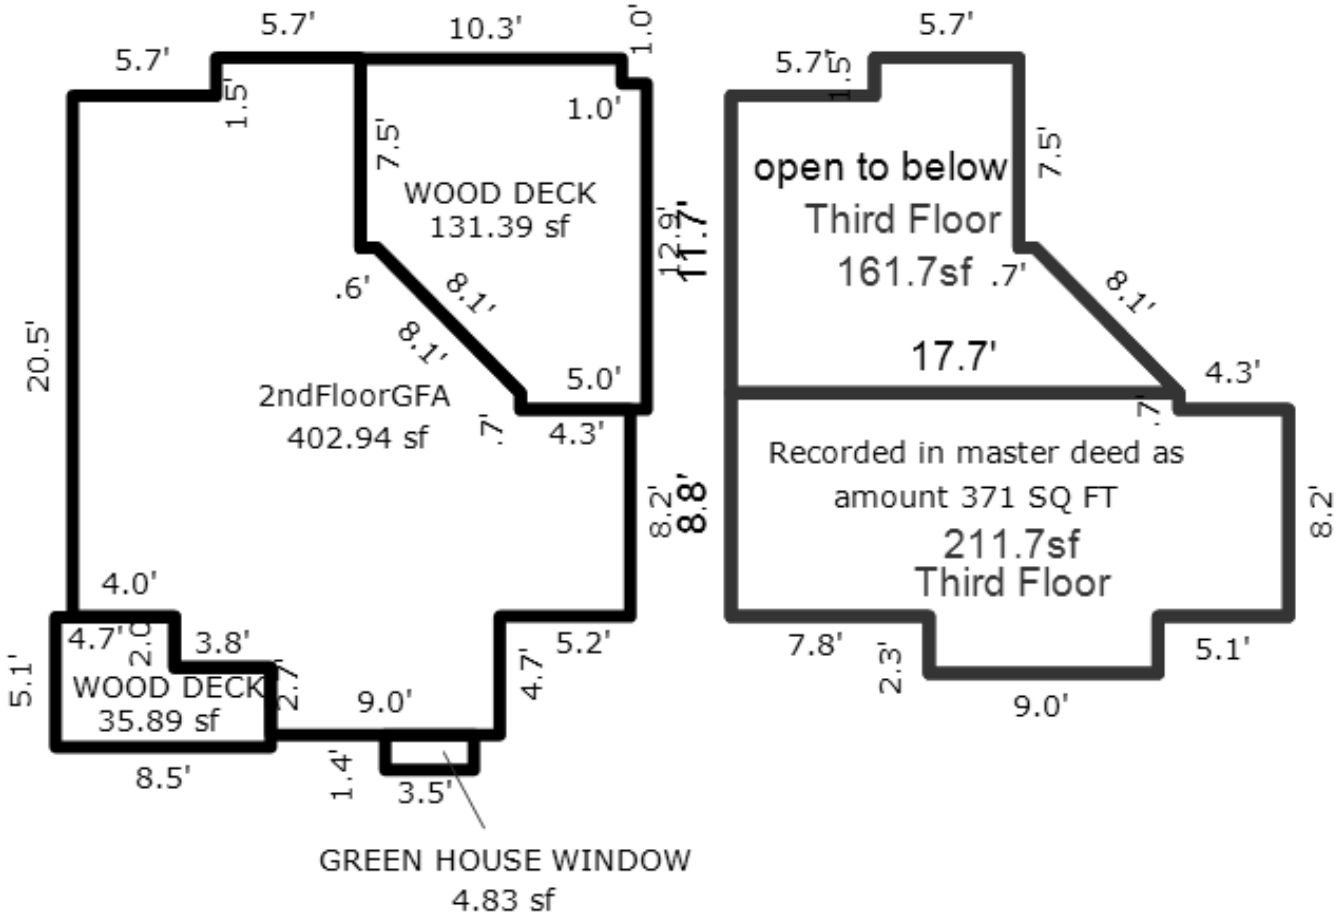 5.7'
5.7'
10.3'
1.0'
1.5'
1.0'
7.5'
WOOD DECK
131.39 sf
12.9'
.6'
8.1'
8.1'
20.5'
2ndFloorGFA
402.94 sf
5.0'
.7'
4.3'
8.2'
4.0'
4.7'
2.0
3.8'
5.2'
5.1'
WOOD DECK
35.89 sf
2.7'
9.0'
4.7'
8.5'
1.4'
3.5'
GREEN HOUSE WINDOW
4.83 sf
5.7'
5.7'
1.5'
7.5'
open to below
Third Floor
161.7sf
.7'
8.1'
11.7'
17.7'
4.3'
.7'
Recorded in master deed as
amount 371 SQ FT
211.7sf
Third Floor
8.8'
8.2'
7.8'
2.3'
9.0'
5.1'